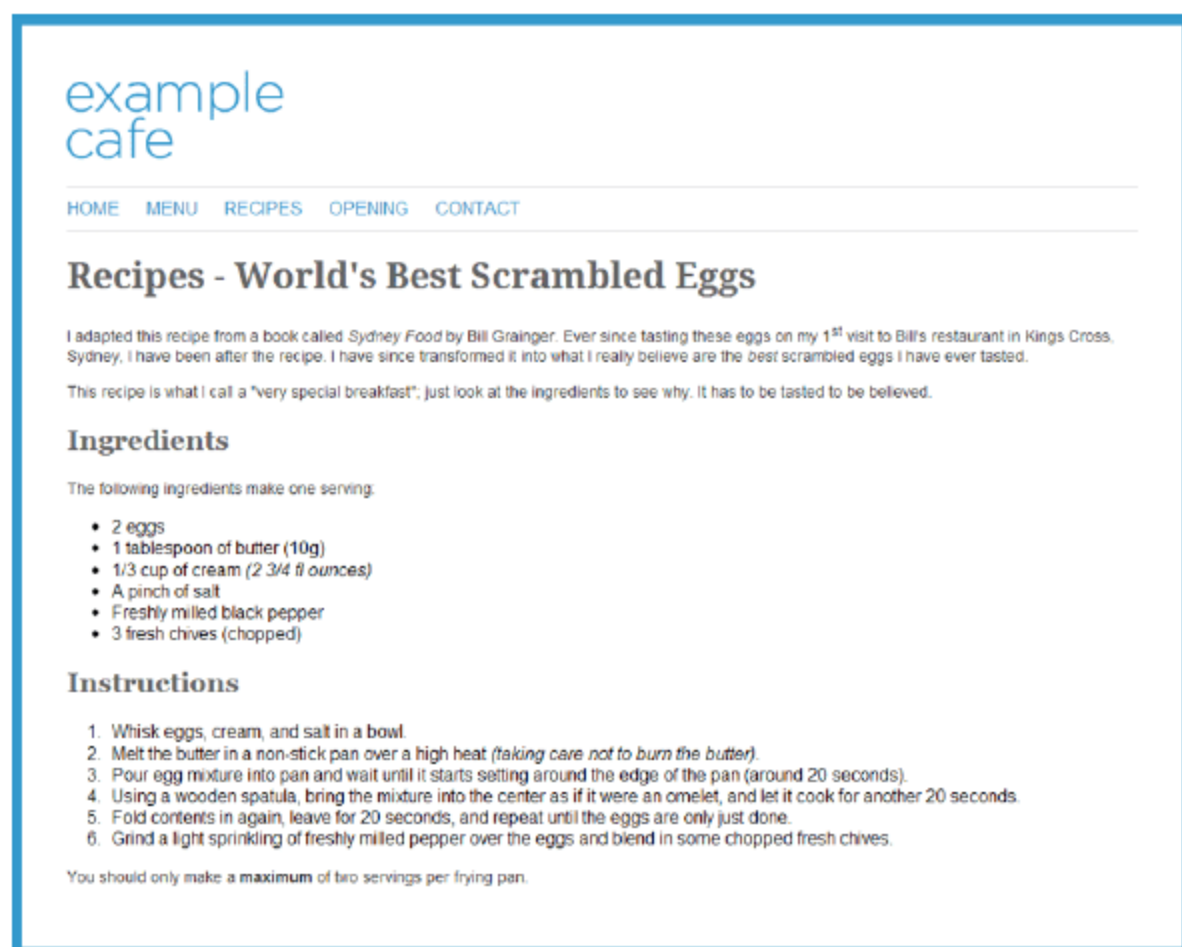 example
cafe
HOME MENU RECIPES OPENING CONTACT
Recipes - World's Best Scrambled Eggs
I adapted this recipe from a book called Sydney Food by Bill Grainger. Ever since tasting these eggs on my 1st visit to Bill's restaurant in Kings Cross,
Sydney, I have been after the recipe. I have since transformed it into what I really believe are the best scrambled eggs I have ever tasted.
This recipe is what I call a "very special breakfast"; just look at the ingredients to see why. It has to be tasted to be believed.
Ingredients
The following ingredients make one serving:
• 2 eggs
• 1 tablespoon of butter (10g)
• 1/3 cup of cream (2 3/4 fl ounces)
• A pinch of salt
• Freshly milled black pepper
• 3 fresh chives (chopped)
Instructions
1. Whisk eggs, cream, and salt in a bowl.
2. Melt the butter in a non-stick pan over a high heat (taking care not to burn the butter).
3. Pour egg mixture into pan and wait until it starts setting around the edge of the pan (around 20 seconds).
4. Using a wooden spatula, bring the mixture into the center as if it were an omelet, and let it cook for another 20 seconds.
5. Fold contents in again, leave for 20 seconds, and repeat until the eggs are only just done.
6. Grind a light sprinkling of freshly milled pepper over the eggs and blend in some chopped fresh chives.
You should only make a maximum of two servings per frying pan.